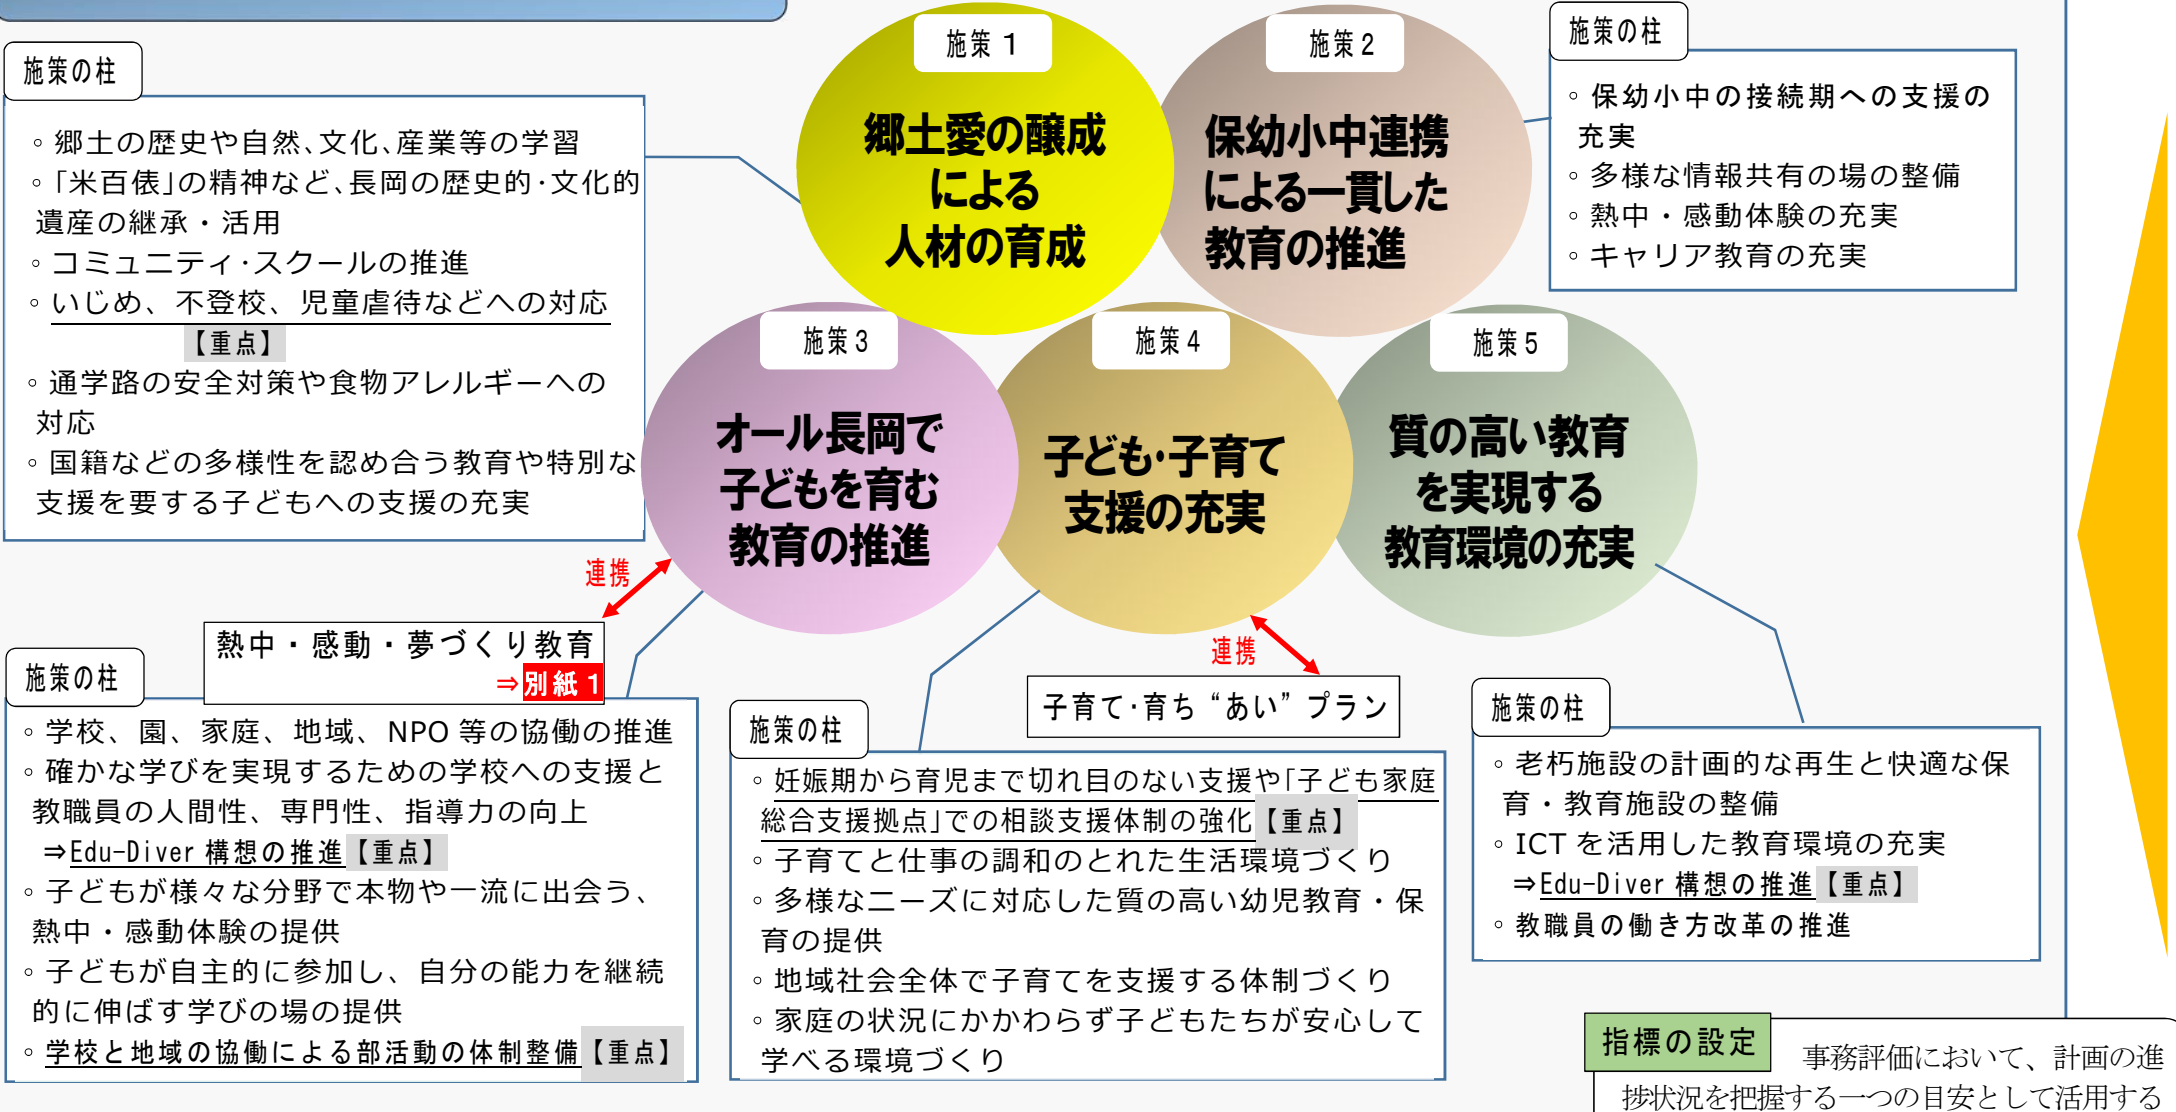 施策の柱
◦郷土の歴史や自然、文化、産業等の学習
◦「米百俵」の精神など、長岡の歴史的・文化的
遺産の継承・活用
◦コミュニティ・スクールの推進
◦いじめ、不登校、児童虐待などへの対応
【重点】
◦通学路の安全対策や食物アレルギーへの
対応
◦国籍などの多様性を認め合う教育や特別な
支援を要する子どもへの支援の充実
施策１
郷土愛の醸成
による
人材の育成
施策2
保幼小中連携
による一貫した
教育の推進
施策の柱
◦保幼小中の接続期への支援の
充実
◦多様な情報共有の場の整備
◦熱中・感動体験の充実
◦キャリア教育の充実
施策3
オール長岡で
子どもを育む
教育の推進
施策4
子ども・子育て
支援の充実
施策5
質の高い教育
を実現する
教育環境の充実
連携
熱中・感動・夢づくり教育
⇒別紙1
施策の柱
◦学校、園、家庭、地域、NPO 等の協働の推進
◦確かな学びを実現するための学校への支援と
教職員の人間性、専門性、指導力の向上
⇒Edu-Diver 構想の推進【重点】
◦子どもが様々な分野で本物や一流に出会う、
熱中・感動体験の提供
◦子どもが自主的に参加し、自分の能力を継続
的に伸ばす学びの場の提供
◦学校と地域の協働による部活動の体制整備【重点】
連携
子育て・育ち “あい” プラン
施策の柱
◦妊娠期から育児まで切れ目のない支援や「子ども家庭
総合支援拠点」での相談支援体制の強化【重点】
◦子育てと仕事の調和のとれた生活環境づくり
◦多様なニーズに対応した質の高い幼児教育・保
育の提供
◦地域社会全体で子育てを支援する体制づくり
◦家庭の状況にかかわらず子どもたちが安心して
学べる環境づくり
施策の柱
◦老朽施設の計画的な再生と快適な保
育・教育施設の整備
◦ICT を活用した教育環境の充実
⇒Edu-Diver 構想の推進【重点】
◦教職員の働き方改革の推進
指標の設定
事務評価において、計画の進
捗状況を把握する一つの目安として活用する